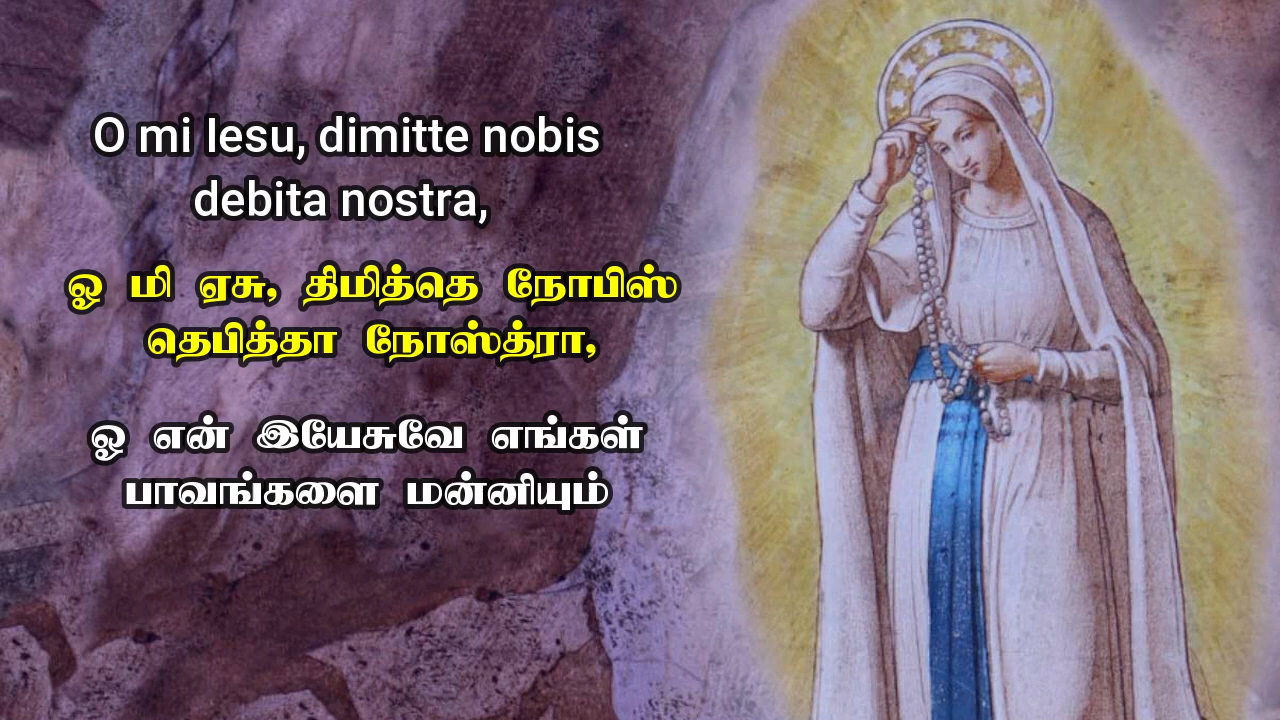 O mi Iesu, dimitte nobis
debita nostra,
ஓ மி ஏசு, திமித்தெ நோபிஸ்
தெபித்தா நோஸ்த்ரா,
ஓ என் இயேசுவே எங்கள்
பாவங்களை மன்னியும்